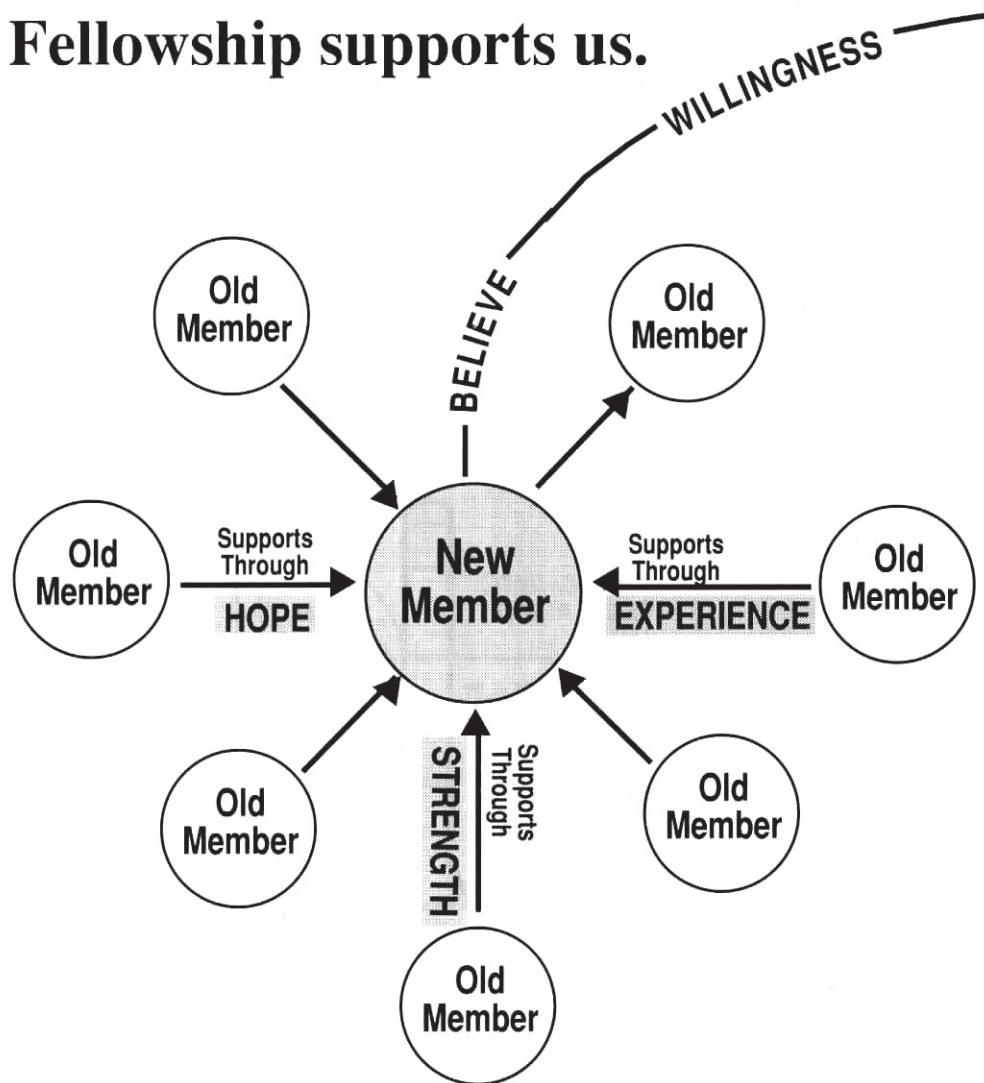 Fellowship supports us.
WILLINGNESS
BELIEVE
Old
Member
Old
Member
Old
Member
Supports
Through
HOPE
New
Member
Supports
Through
EXPERIENCE
Old
Member
Old
Member
STRENGTH
Supports
Through
Old
Member
Old
Member